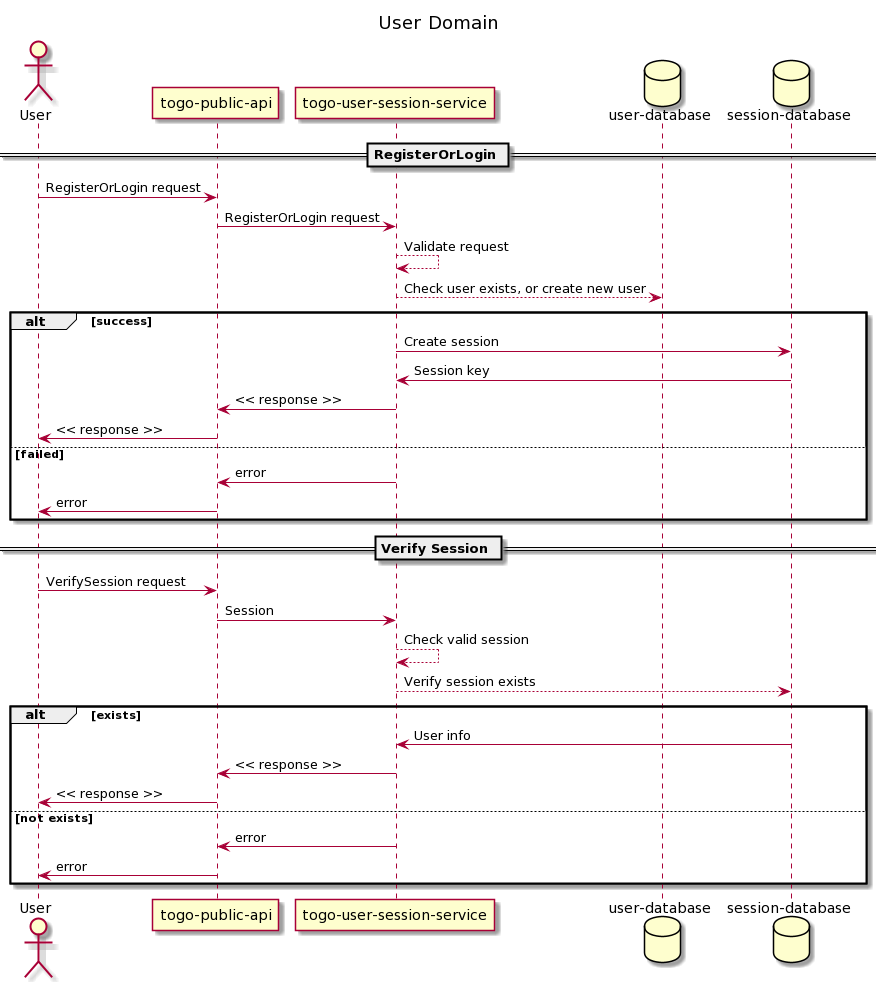 User Domain
User
togo-public-api
togo-user-session-service
user-database
session-database
RegisterOrLogin
RegisterOrLogin request
RegisterOrLogin request
Validate request
Check user exists, or create new user
alt
[success]
Create session
Session key
<< response >>
<< response >>
[failed]
error
error
Verify Session
VerifySession request
Session
Check valid session
Verify session exists
alt
[exists]
User info
<< response >>
<< response >>
[not exists]
error
error
User
togo-public-api
togo-user-session-service
user-database
session-database